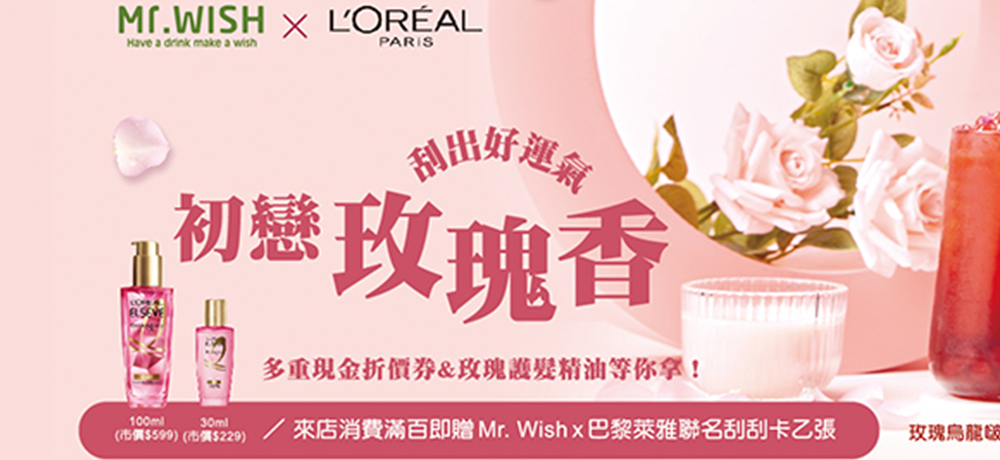 Mr.WISH × L'ORÉAL
Have a drink make a wish PARIS
刮出好運氣
初戀玫瑰香
L'ORÉAL
ELSEVE
多重現金折價券&玫瑰護髮精油等你拿！
100ml
(市價$599)
30ml
(市價$229)
／來店消費滿百即贈 Mr. Wish x 巴黎萊雅聯名刮刮卡乙張
玫瑰烏龍啵